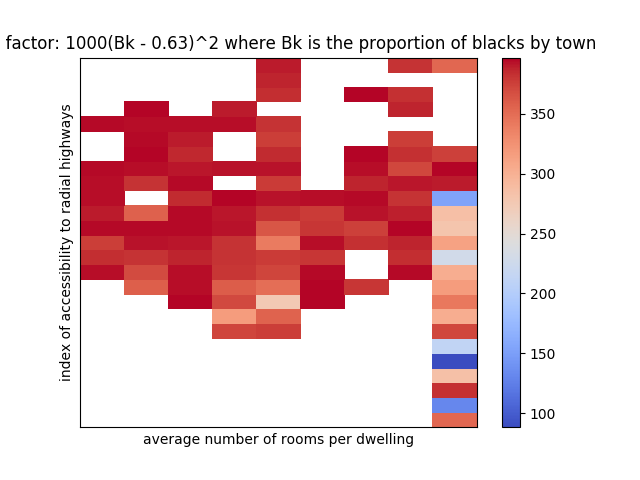 factor: 1000(Bk - 0.63)^2 where Bk is the proportion of blacks by town
index of accessibility to radial highways
average number of rooms per dwelling
350
300
250
200
150
100